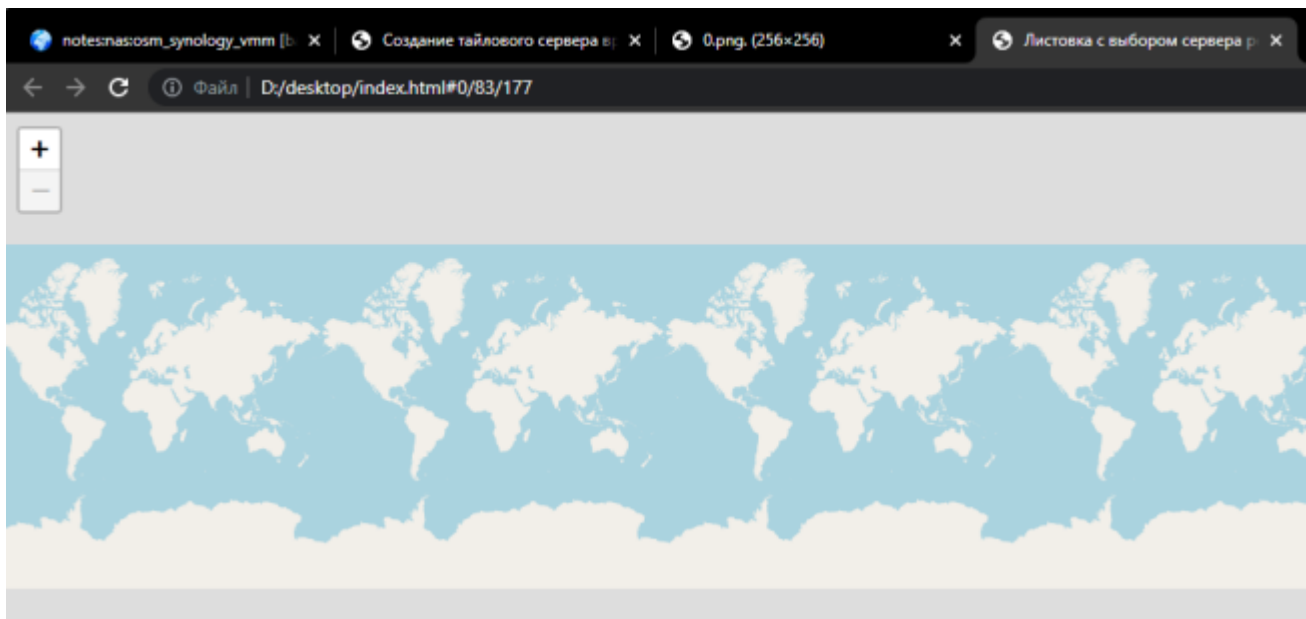 notes:nas:osm_synology_vmm [b
Создание тайлового сервера в
0.png. (256×256)
Листовка с выбором сервера р
Файл | D:/desktop/index.html#0/83/177
+
−